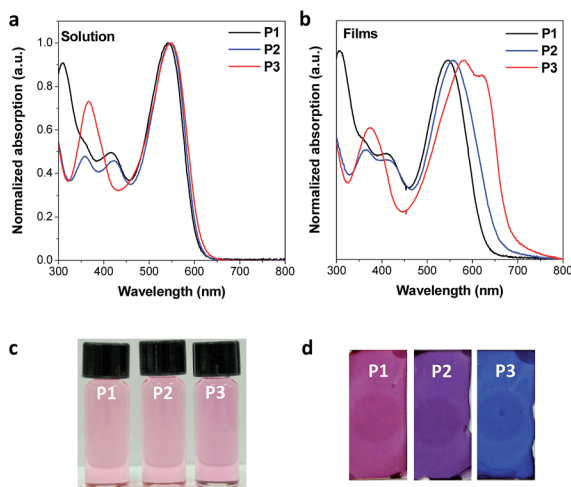 a
Solution
P1
P2
P3
Normalized absorption (a.u.)
1.0
0.8
0.6
0.4
0.2
0.0
300 400 500 600 700 800
Wavelength (nm)
b
Films
P1
P2
P3
Normalized absorption (a.u.)
300 400 500 600 700 800
Wavelength (nm)
c
P1 P2 P3
d
P1 P2 P3